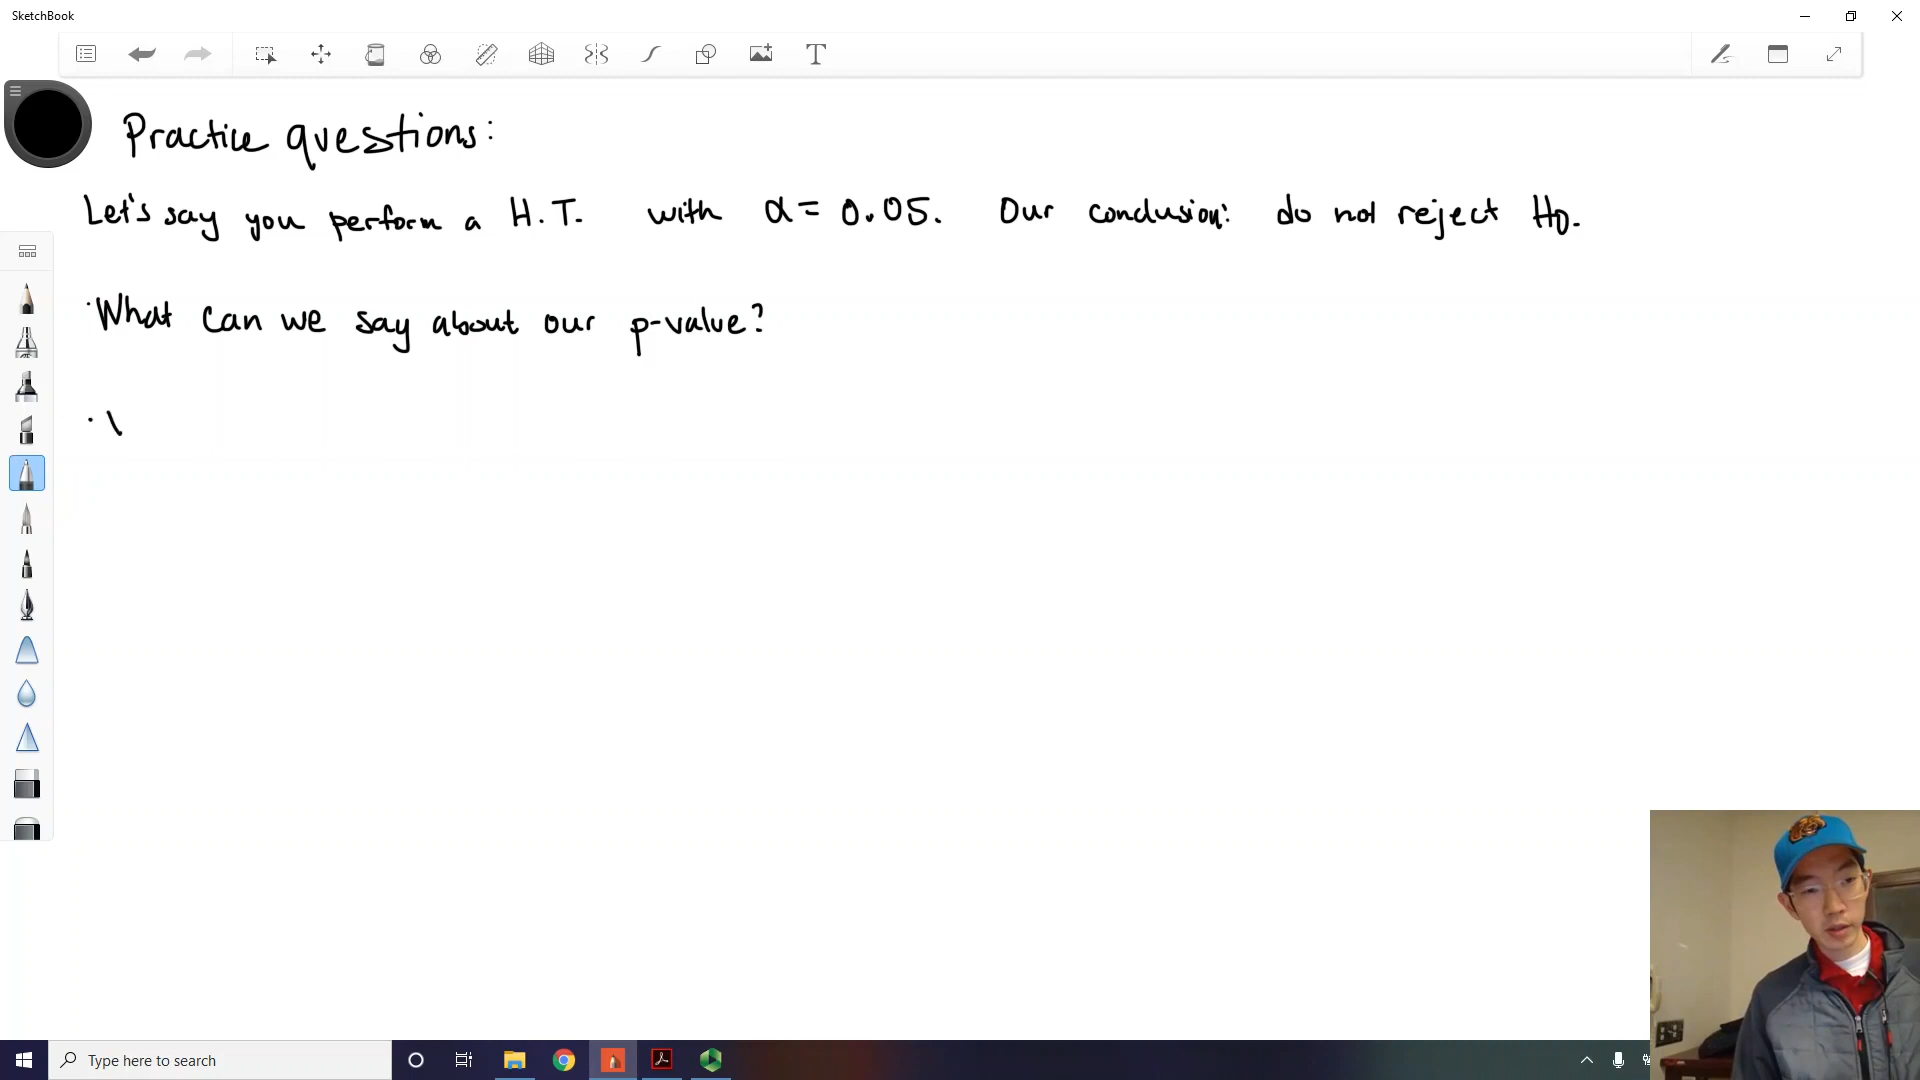 SketchBook
Practice questions:
Let's say you perform a H.T. with α = 0.05. Our conclusion: do not reject H0.
· What can we say about our p-value?
· \
Type here to search